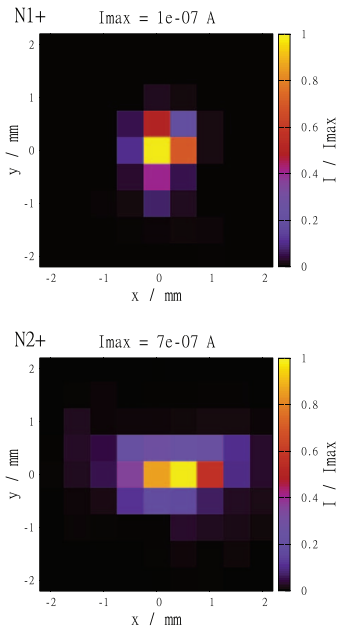 N1+ Imax = 1e-07 A
2
1
0
-1
-2
y / mm
-2 -1 0 1 2
x / mm
1
0.8
0.6
0.4
0.2
0
I / Imax
N2+ Imax = 7e-07 A
2
1
0
-1
-2
y / mm
-2 -1 0 1 2
x / mm
1
0.8
0.6
0.4
0.2
0
I / Imax